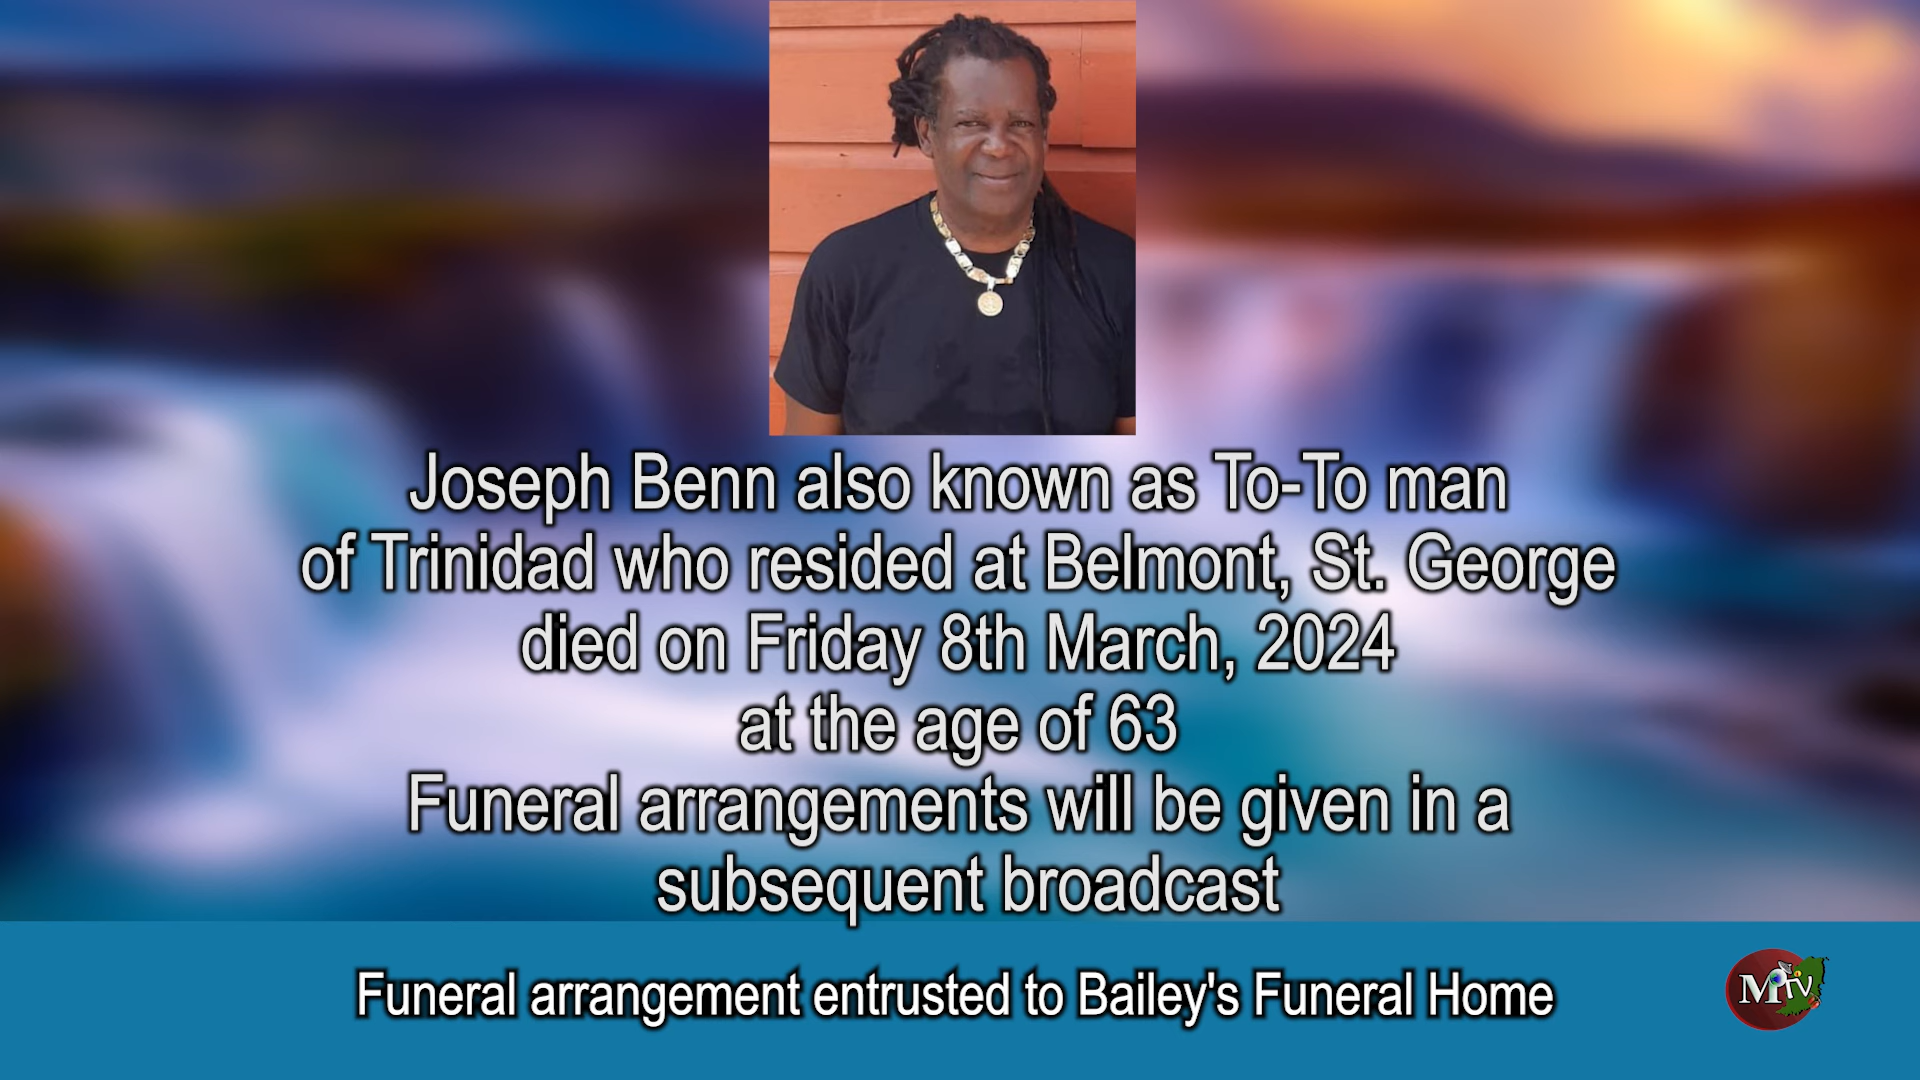 Joseph Benn also known as To-To man
of Trinidad who resided at Belmont, St. George
died on Friday 8th March, 2024
at the age of 63
Funeral arrangements will be given in a
subsequent broadcast
Funeral arrangement entrusted to Bailey's Funeral Home
MTV